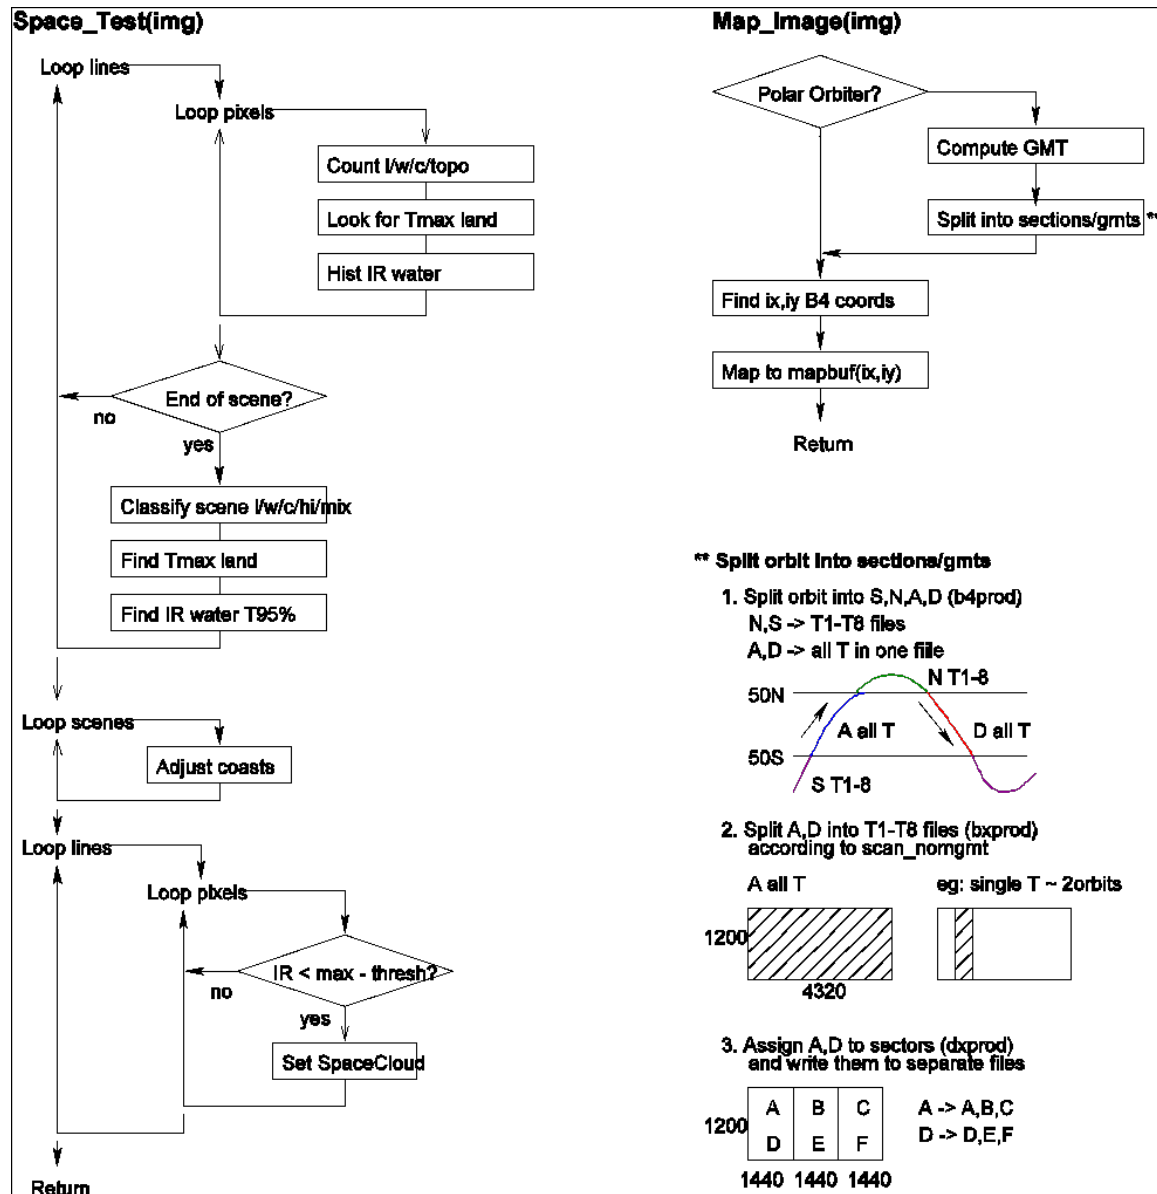 Space_Test(img)
Loop lines
Loop pixels
Count l/w/c/topo
Look for Tmax land
Hist IR water
End of scene?
no
yes
Classify scene l/w/c/hi/mix
Find Tmax land
Find IR water T95%
Loop scenes
Adjust coasts
Loop lines
Loop pixels
IR < max - thresh?
no
yes
Set SpaceCloud
Return
Map_Image(img)
Polar Orbiter?
Compute GMT
Split into sections/gmts **
Find ix,iy B4 coords
Map to mapbuf(ix,iy)
Return
** Split orbit into sections/gmts
1. Split orbit into S,N,A,D (b4prod)
N,S -> T1-T8 files
A,D -> all T in one fiile
N T1-8
50N
A all T
D all T
50S
S T1-8
2. Split A,D into T1-T8 files (bxprod)
according to scan_nomgmt
A all T
eg: single T ~ 2orbits
1200
4320
3. Assign A,D to sectors (dxprod)
and write them to separate files
A B C
A -> A,B,C
1200
D -> D,E,F
D E F
1440 1440 1440